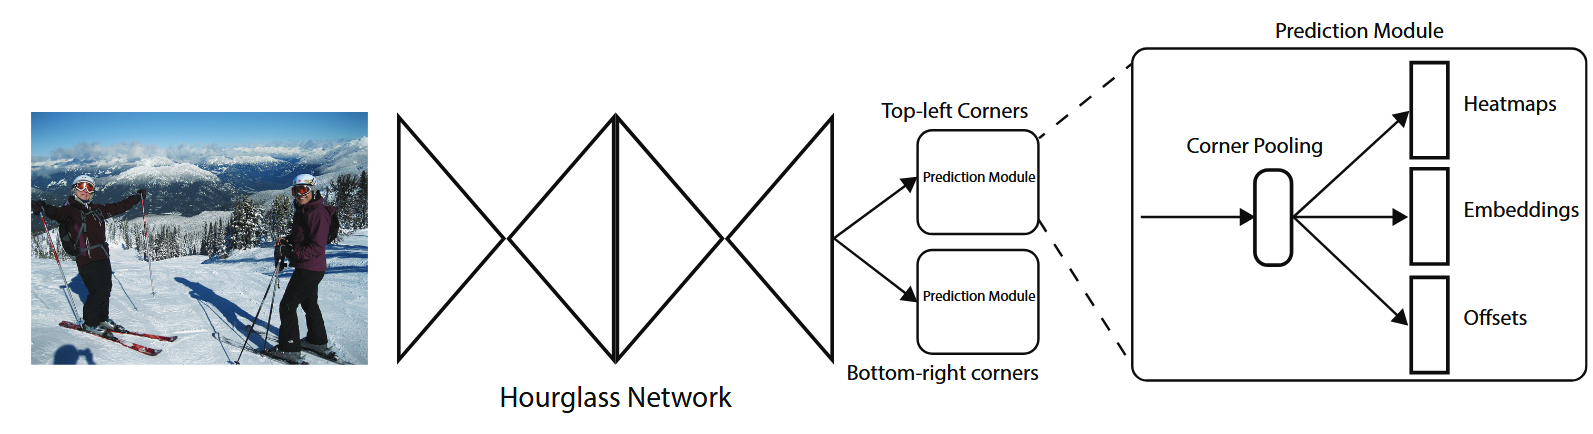 Prediction Module
Top-left Corners
Heatmaps
Corner Pooling
Prediction Module
Embeddings
Prediction Module
Offsets
Bottom-right corners
Hourglass Network